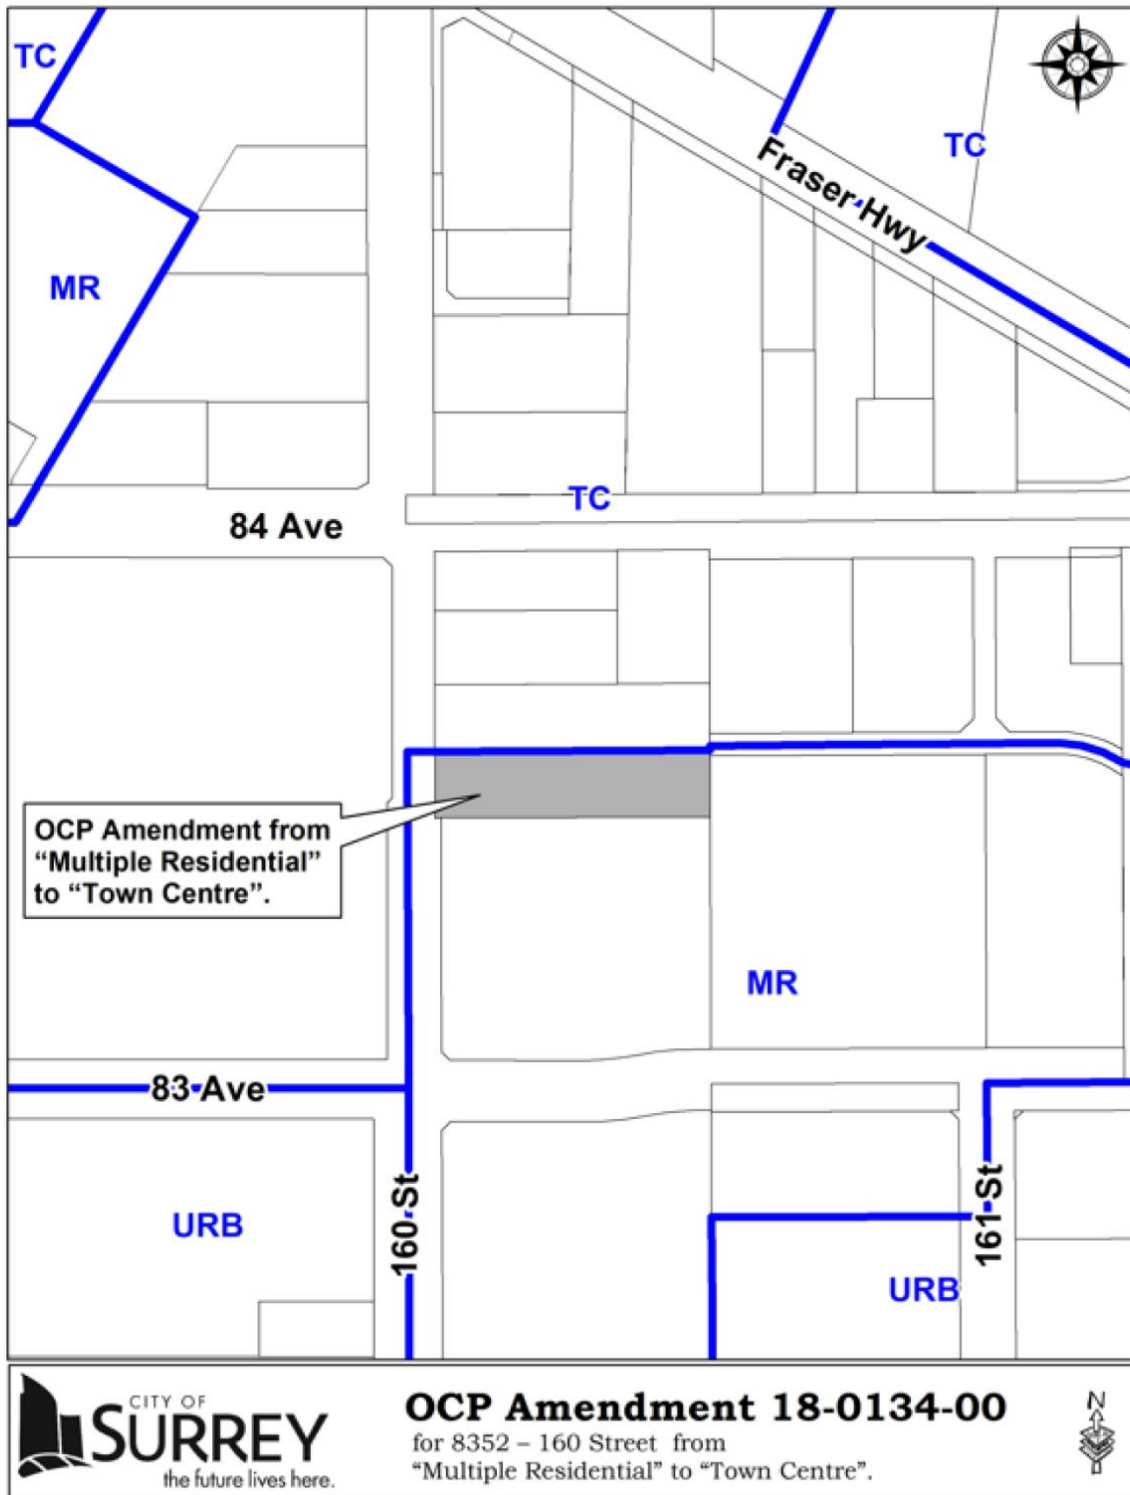 TC
TC
Fraser Hwy
MR
TC
84 Ave
OCP Amendment from
“Multiple Residential”
to “Town Centre”.
MR
83 Ave
160 St
161 St
URB
URB
CITY OF
SURREY
the future lives here.
OCP Amendment 18-0134-00
for 8352 – 160 Street from
“Multiple Residential” to “Town Centre”.
N